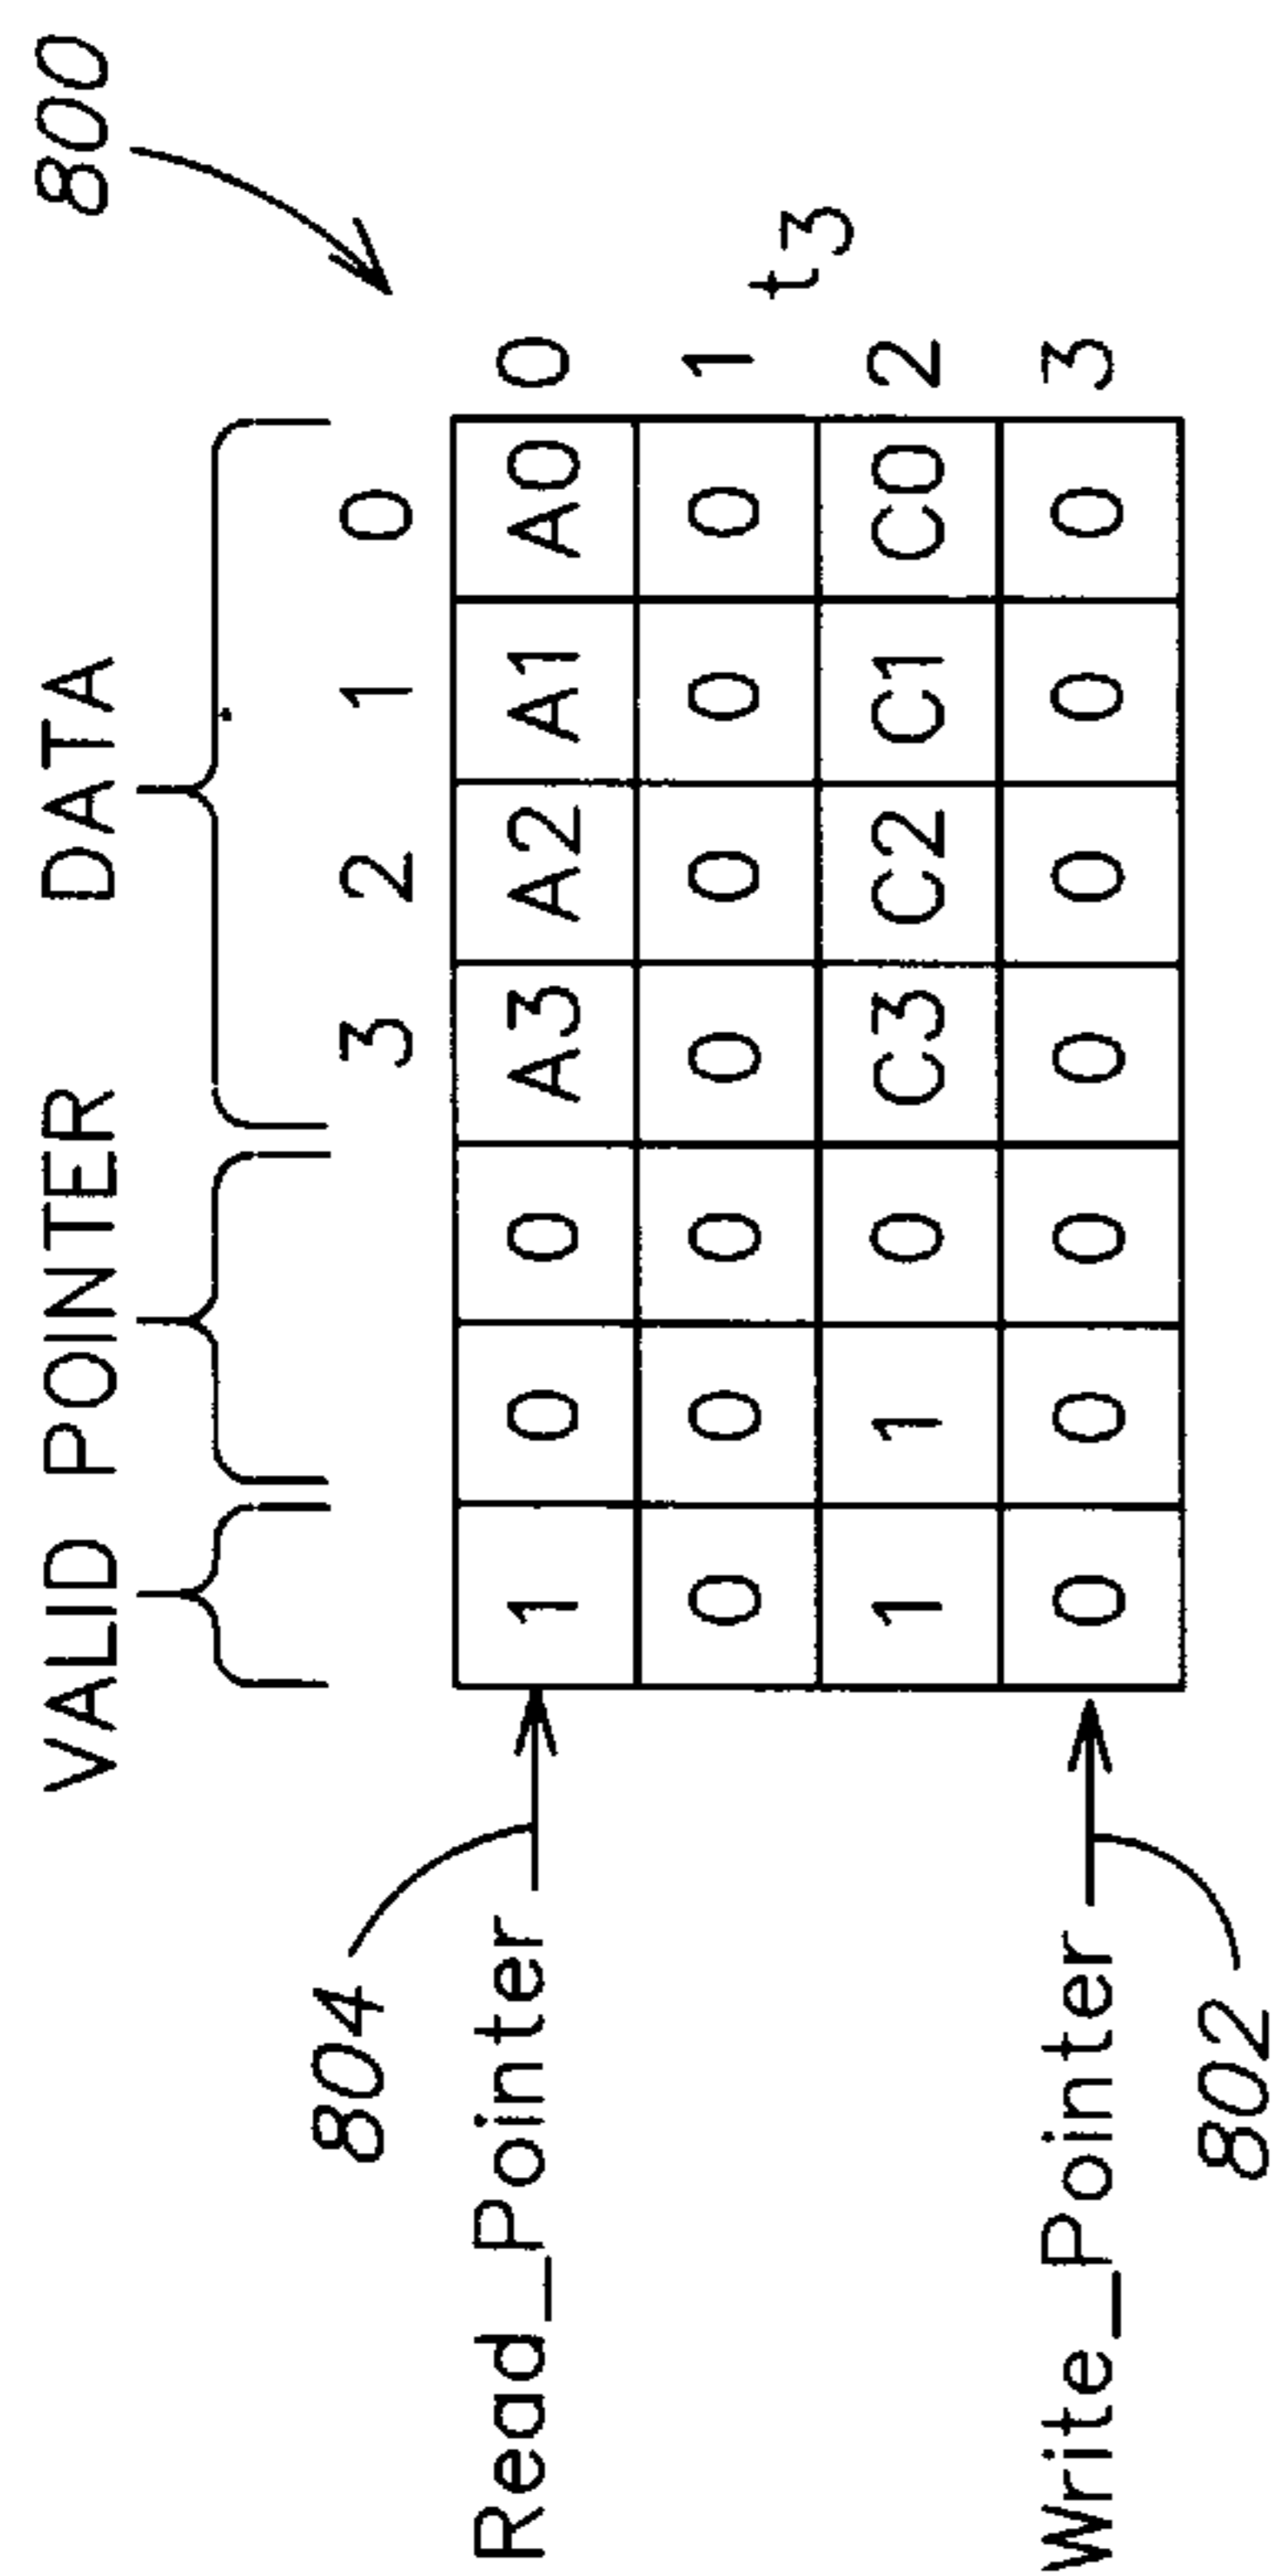 800
VALID POINTER DATA
3 2 1 0
804
Read_Pointer 1 0 0 A3 A2 A1 A0 0
0 0 0 0 0 0 0 1
t3
1 1 0 C3 C2 C1 C0 2
Write_Pointer 0 0 0 0 0 0 0 3
802